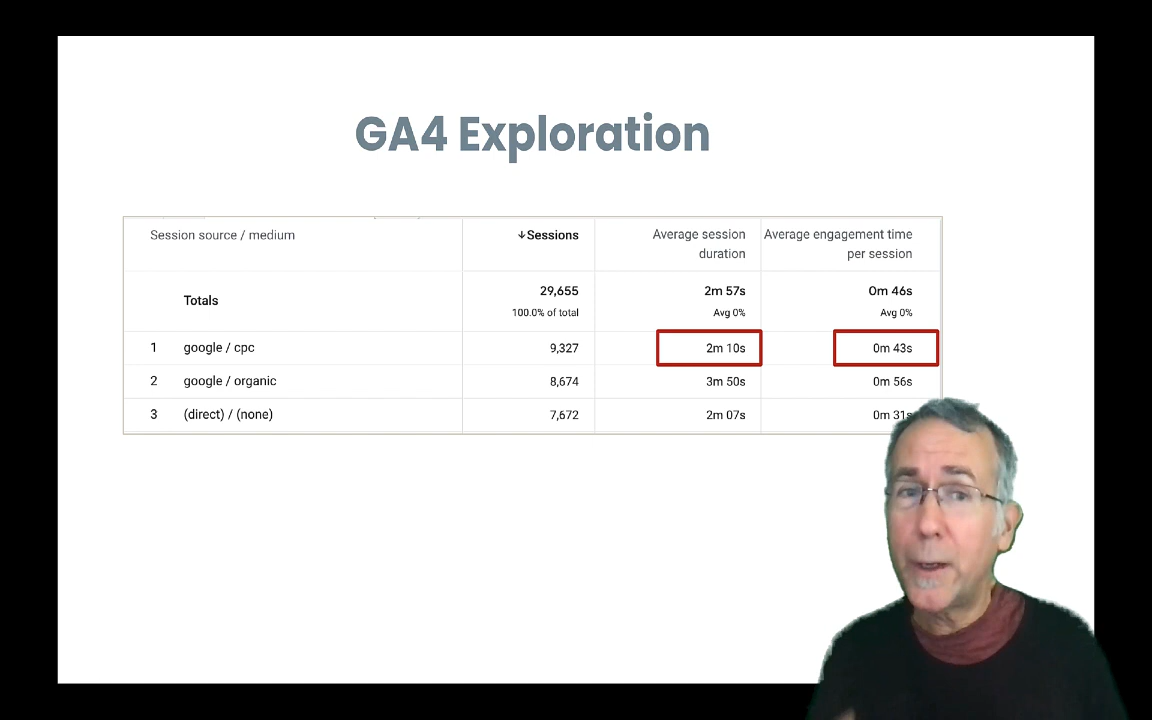 GA4 Exploration
Session source / medium
↓Sessions
Average session
duration
Average engagement time
per session
Totals
29,655
100.0% of total
2m 57s
Avg 0%
0m 46s
Avg 0%
1 google / cpc 9,327 2m 10s 0m 43s
2 google / organic 8,674 3m 50s 0m 56s
3 (direct) / (none) 7,672 2m 07s 0m 31s